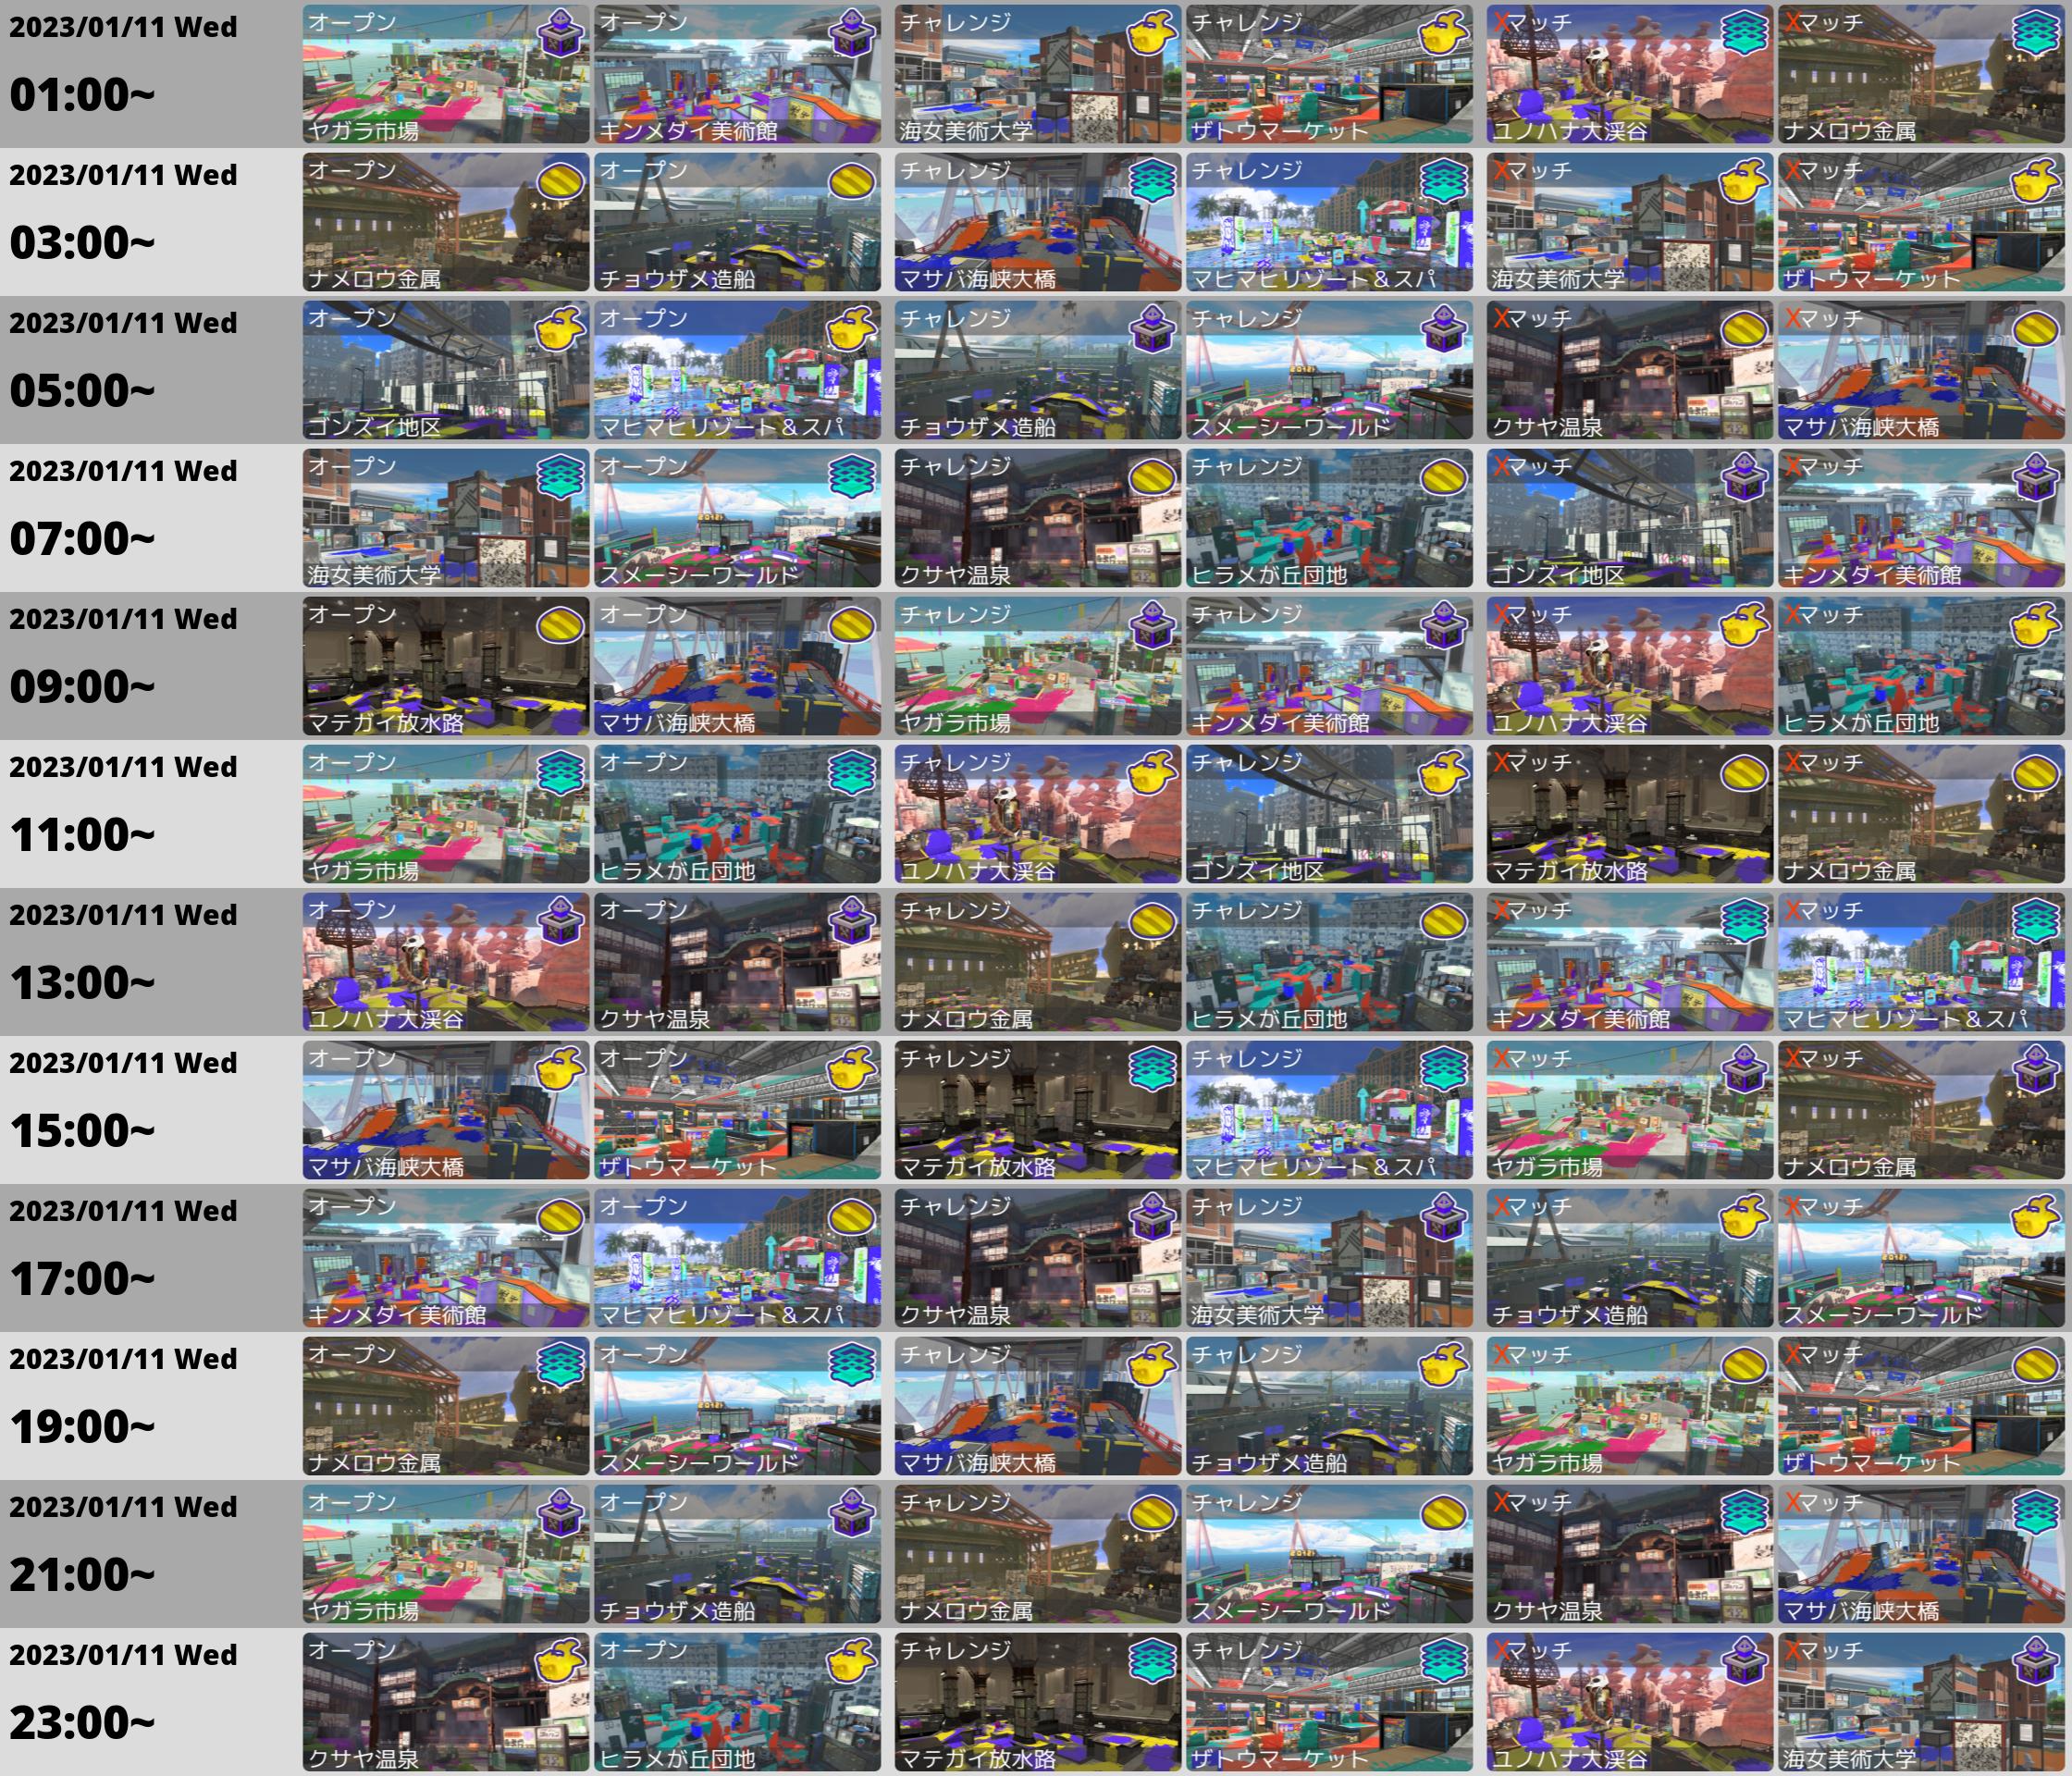 2023/01/11 Wed
01:00~
オープン オープン チャレンジ チャレンジ Xマッチ Xマッチ
ヤガラ市場 キンメダイ美術館 海女美術大学 ザトウマーケット ユノハナ大渓谷 ナメロウ金属
2023/01/11 Wed
03:00~
オープン オープン チャレンジ チャレンジ Xマッチ Xマッチ
ナメロウ金属 チョウザメ造船 マサバ海峡大橋 マヒマヒリゾート&スパ 海女美術大学 ザトウマーケット
2023/01/11 Wed
05:00~
オープン オープン チャレンジ チャレンジ Xマッチ Xマッチ
ゴンズイ地区 マヒマヒリゾート&スパ チョウザメ造船 スメーシーワールド クサヤ温泉 マサバ海峡大橋
2023/01/11 Wed
07:00~
オープン オープン チャレンジ チャレンジ Xマッチ Xマッチ
海女美術大学 スメーシーワールド クサヤ温泉 ヒラメが丘団地 ゴンズイ地区 キンメダイ美術館
2023/01/11 Wed
09:00~
オープン オープン チャレンジ チャレンジ Xマッチ Xマッチ
マテガイ放水路 マサバ海峡大橋 ヤガラ市場 キンメダイ美術館 ユノハナ大渓谷 ヒラメが丘団地
2023/01/11 Wed
11:00~
オープン オープン チャレンジ チャレンジ Xマッチ Xマッチ
ヤガラ市場 ヒラメが丘団地 ユノハナ大渓谷 ゴンズイ地区 マテガイ放水路 ナメロウ金属
2023/01/11 Wed
13:00~
オープン オープン チャレンジ チャレンジ Xマッチ Xマッチ
ユノハナ大渓谷 クサヤ温泉 ナメロウ金属 ヒラメが丘団地 キンメダイ美術館 マヒマヒリゾート&スパ
2023/01/11 Wed
15:00~
オープン オープン チャレンジ チャレンジ Xマッチ Xマッチ
マサバ海峡大橋 ザトウマーケット マテガイ放水路 マヒマヒリゾート&スパ ヤガラ市場 ナメロウ金属
2023/01/11 Wed
17:00~
オープン オープン チャレンジ チャレンジ Xマッチ Xマッチ
キンメダイ美術館 マヒマヒリゾート&スパ クサヤ温泉 海女美術大学 チョウザメ造船 スメーシーワールド
2023/01/11 Wed
19:00~
オープン オープン チャレンジ チャレンジ Xマッチ Xマッチ
ナメロウ金属 スメーシーワールド マサバ海峡大橋 チョウザメ造船 ヤガラ市場 ザトウマーケット
2023/01/11 Wed
21:00~
オープン オープン チャレンジ チャレンジ Xマッチ Xマッチ
ヤガラ市場 チョウザメ造船 ナメロウ金属 スメーシーワールド クサヤ温泉 マサバ海峡大橋
2023/01/11 Wed
23:00~
オープン オープン チャレンジ チャレンジ Xマッチ Xマッチ
クサヤ温泉 ヒラメが丘団地 マテガイ放水路 ザトウマーケット ユノハナ大渓谷 海女美術大学